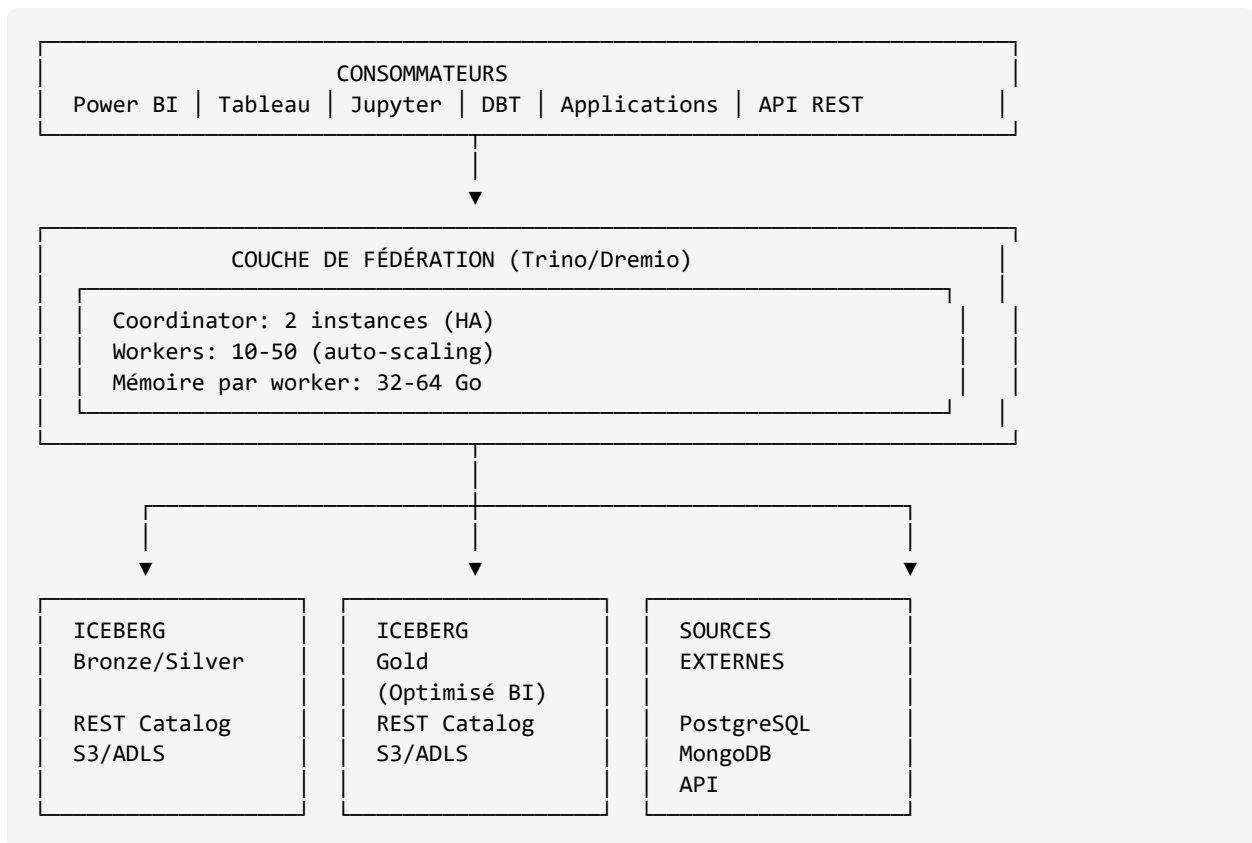 CONSOMMATEURS
Power BI │ Tableau │ Jupyter │ DBT │ Applications │ API REST
COUCHE DE FÉDÉRATION (Trino/Dremio)
Coordinator: 2 instances (HA)
Workers: 10-50 (auto-scaling)
Mémoire par worker: 32-64 Go
ICEBERG
Bronze/Silver
REST Catalog
S3/ADLS
ICEBERG
Gold
(Optimisé BI)
REST Catalog
S3/ADLS
SOURCES
EXTERNES
PostgreSQL
MongoDB
API